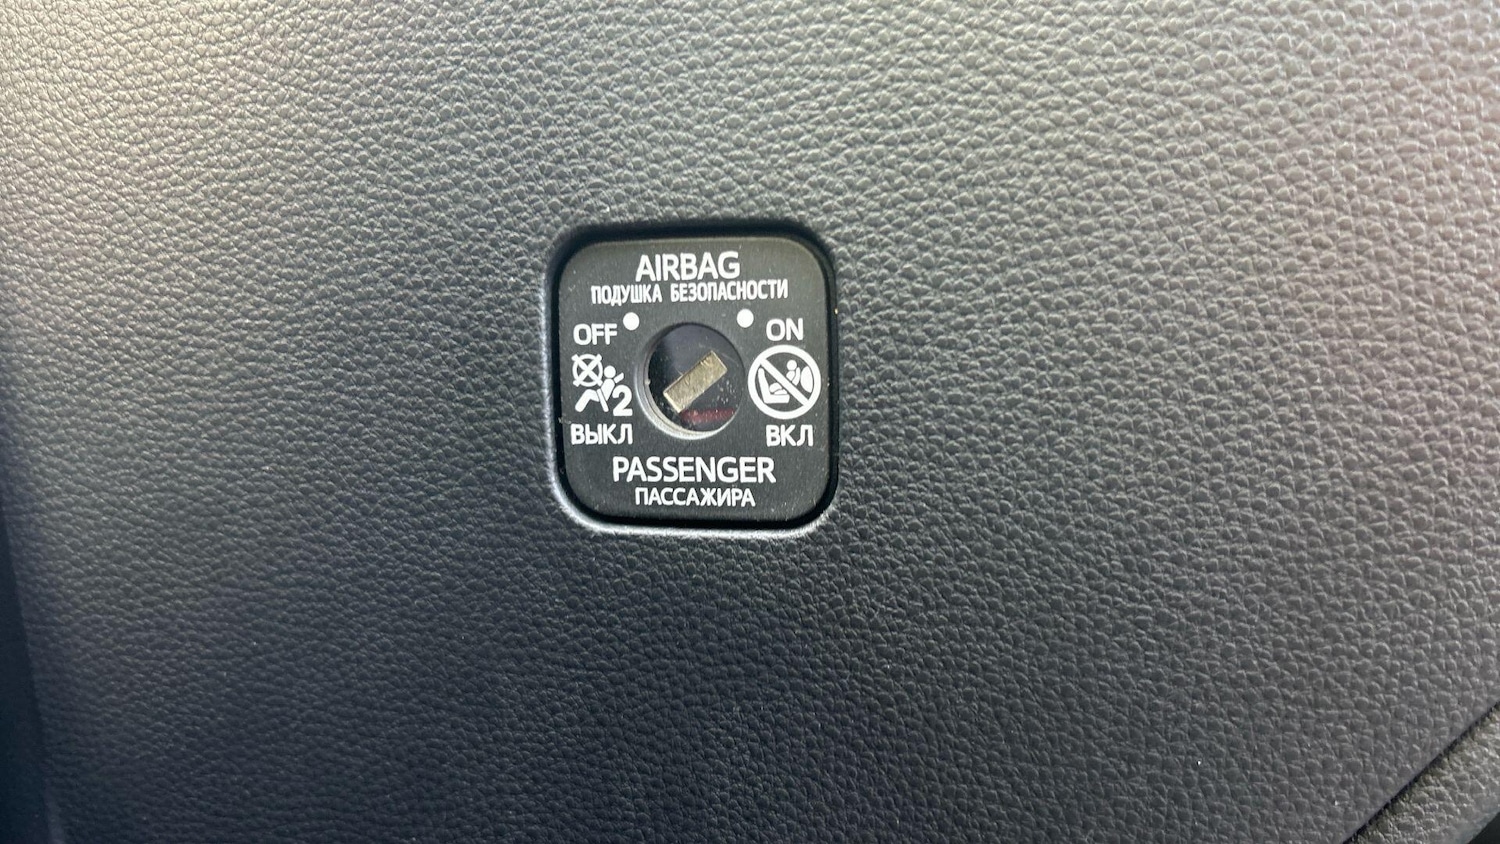 AIRBAG
ПОДУШКА БЕЗОПАСНОСТИ
OFF ON
2
ВЫКЛ ВКЛ
PASSENGER
ПАССАЖИРА